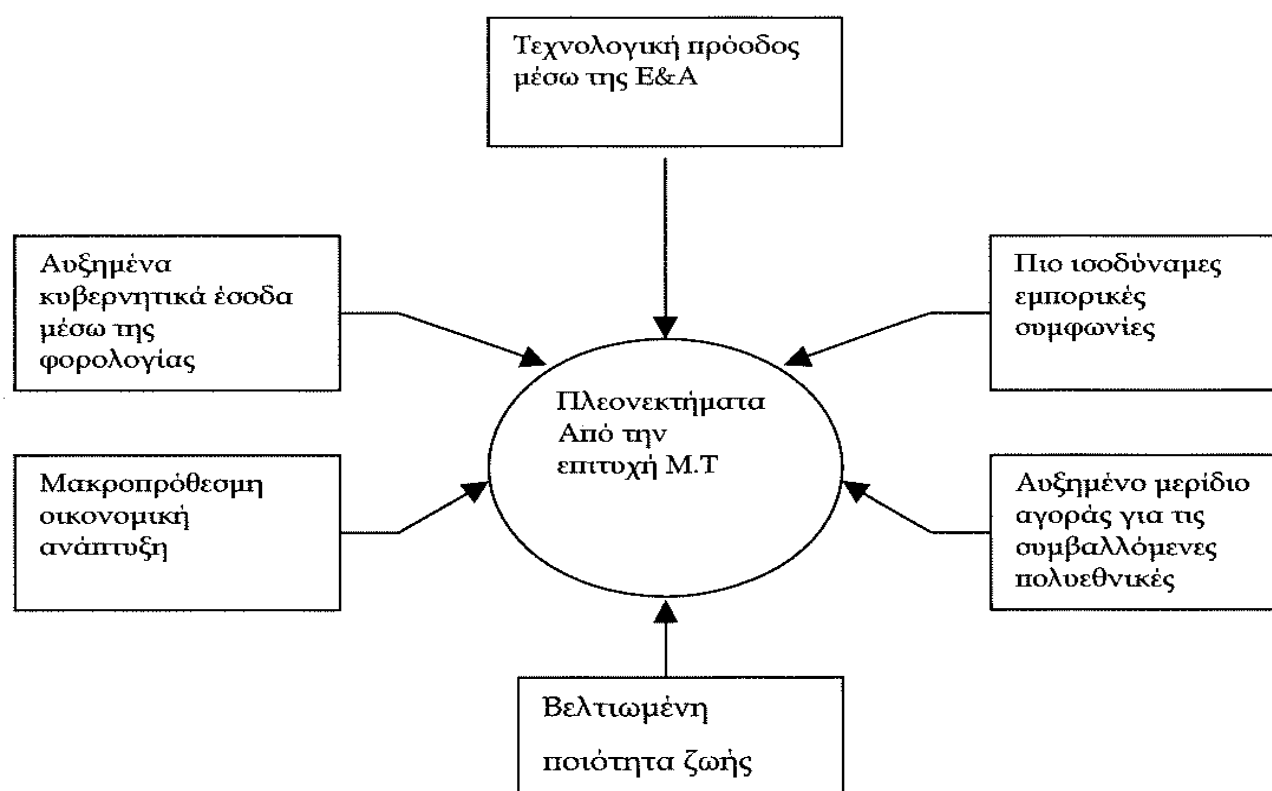 Τεχνολογική πρόοδος
μέσω της Ε&Α
Αυξημένα
κυβερνητικά έσοδα
μέσω της
φορολογίας
Πιο ισοδύναμες
εμπορικές
συμφωνίες
Πλεονεκτήματα
Από την
επιτυχή Μ.Τ
Μακροπρόθεσμη
οικονομική
ανάπτυξη
Αυξημένο μερίδιο
αγοράς για τις
συμβαλλόμενες
πολυεθνικές
Βελτιωμένη
ποιότητα ζωής